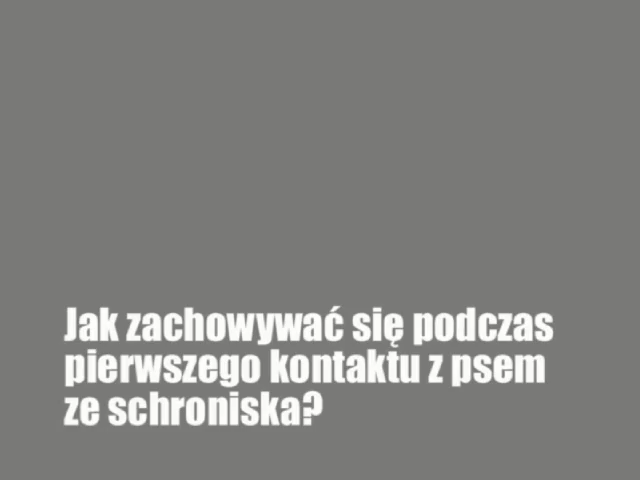 Jak zachowywać się podczas
pierwszego kontaktu z psem
ze schroniska?